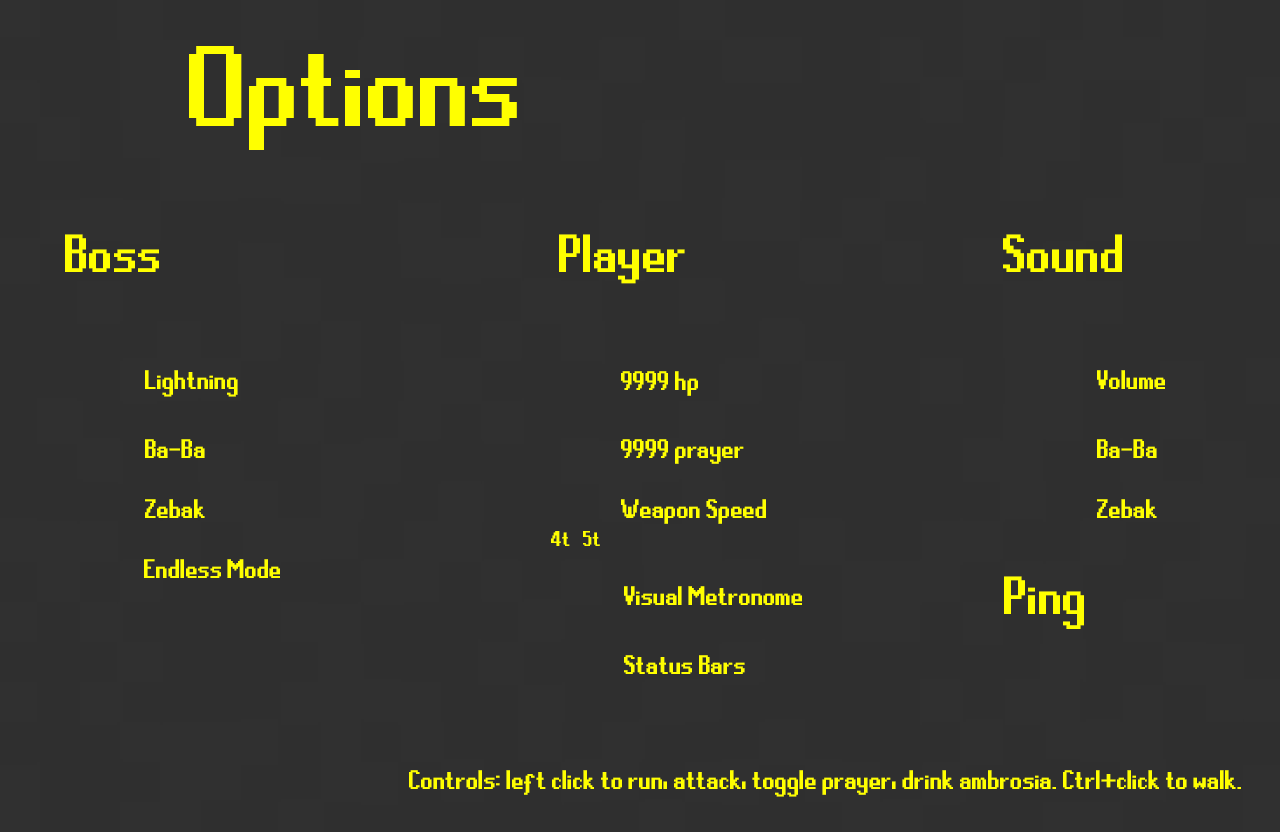 Options
Boss
Lightning
Ba-Ba
Zebak
Endless Mode
Player
9999 hp
9999 prayer
Weapon Speed
4t 5t
Visual Metronome
Status Bars
Sound
Volume
Ba-Ba
Zebak
Ping
Controls: left click to run, attack, toggle prayer, drink ambrosia. Ctrl+click to walk.